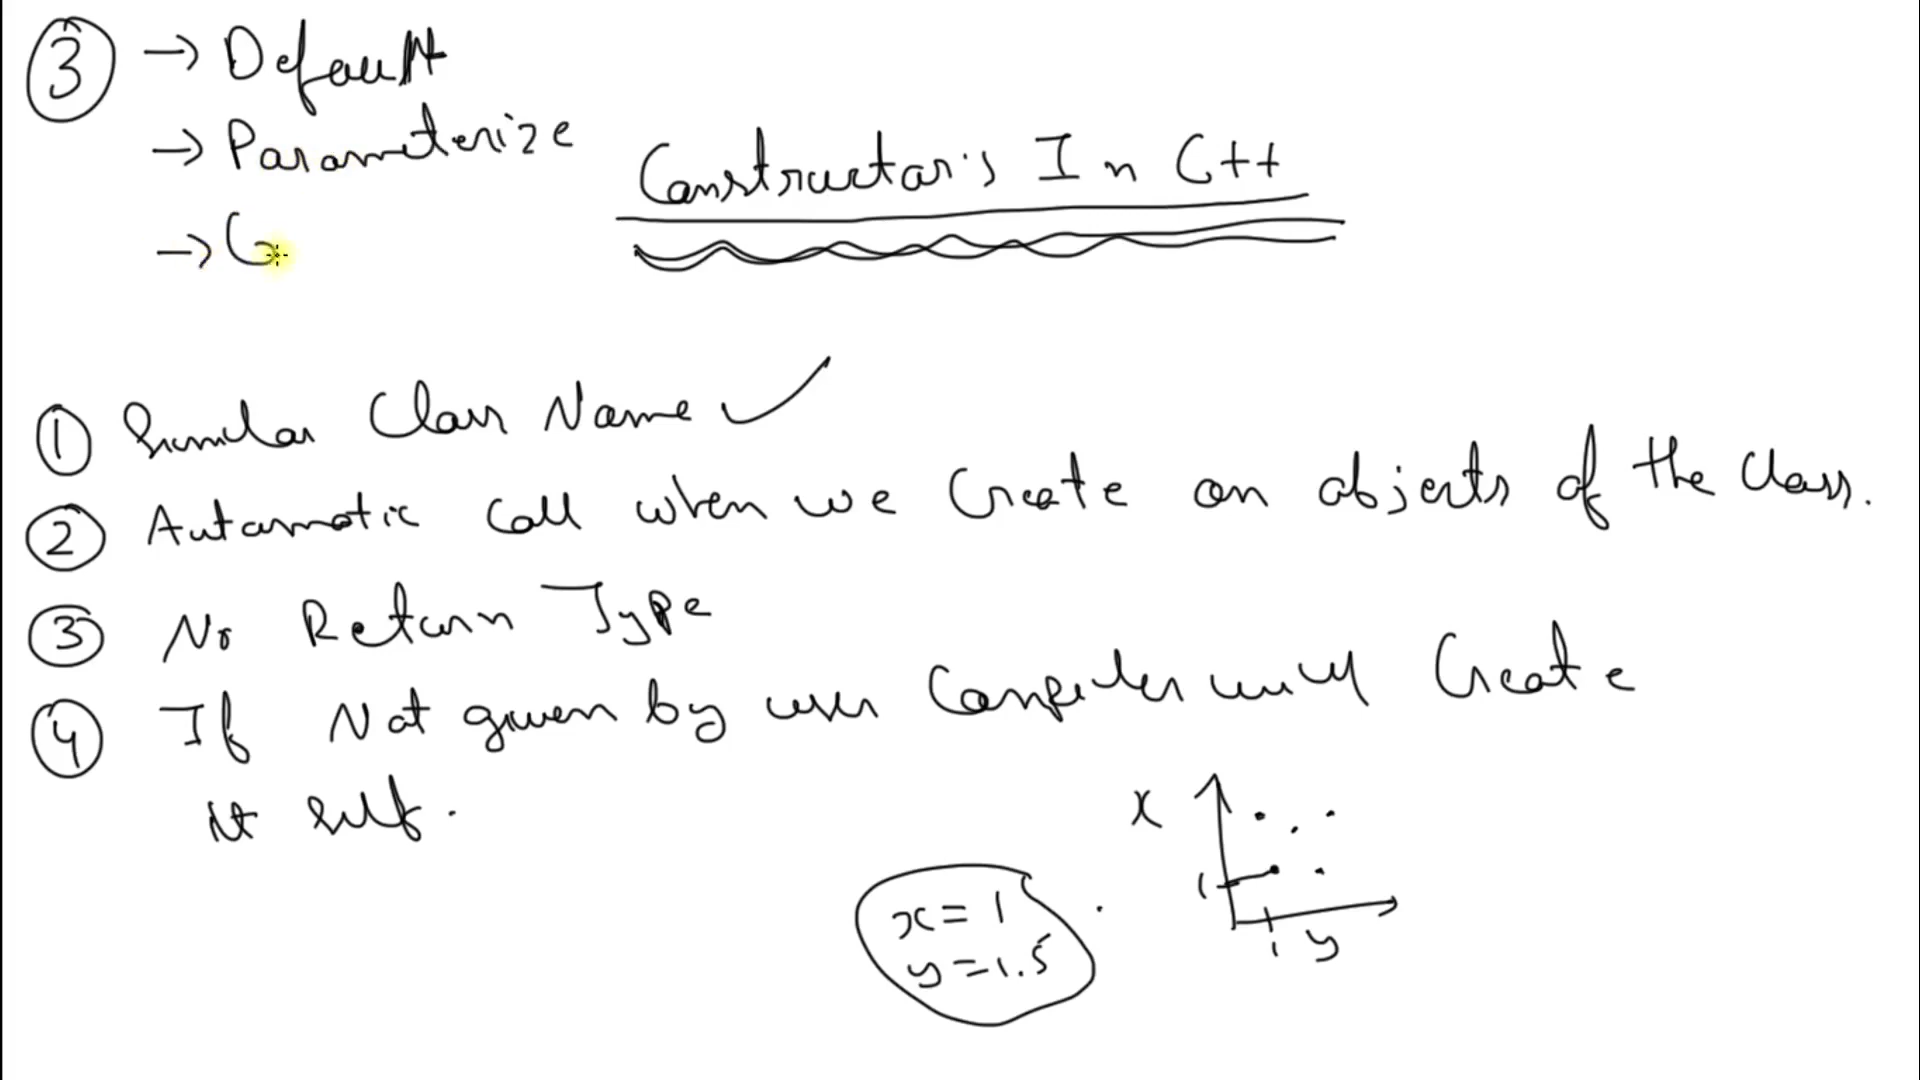 3 → Default
→ Parameterize
Constructor's In C++
→ Co
1 Similar Class Name ✓
2 Automatic call when we Create an objects of the class.
3 No Return Type
4 If Not given by user Computer will Create
it self.
x
1
x = 1
y = 1.5
1 y